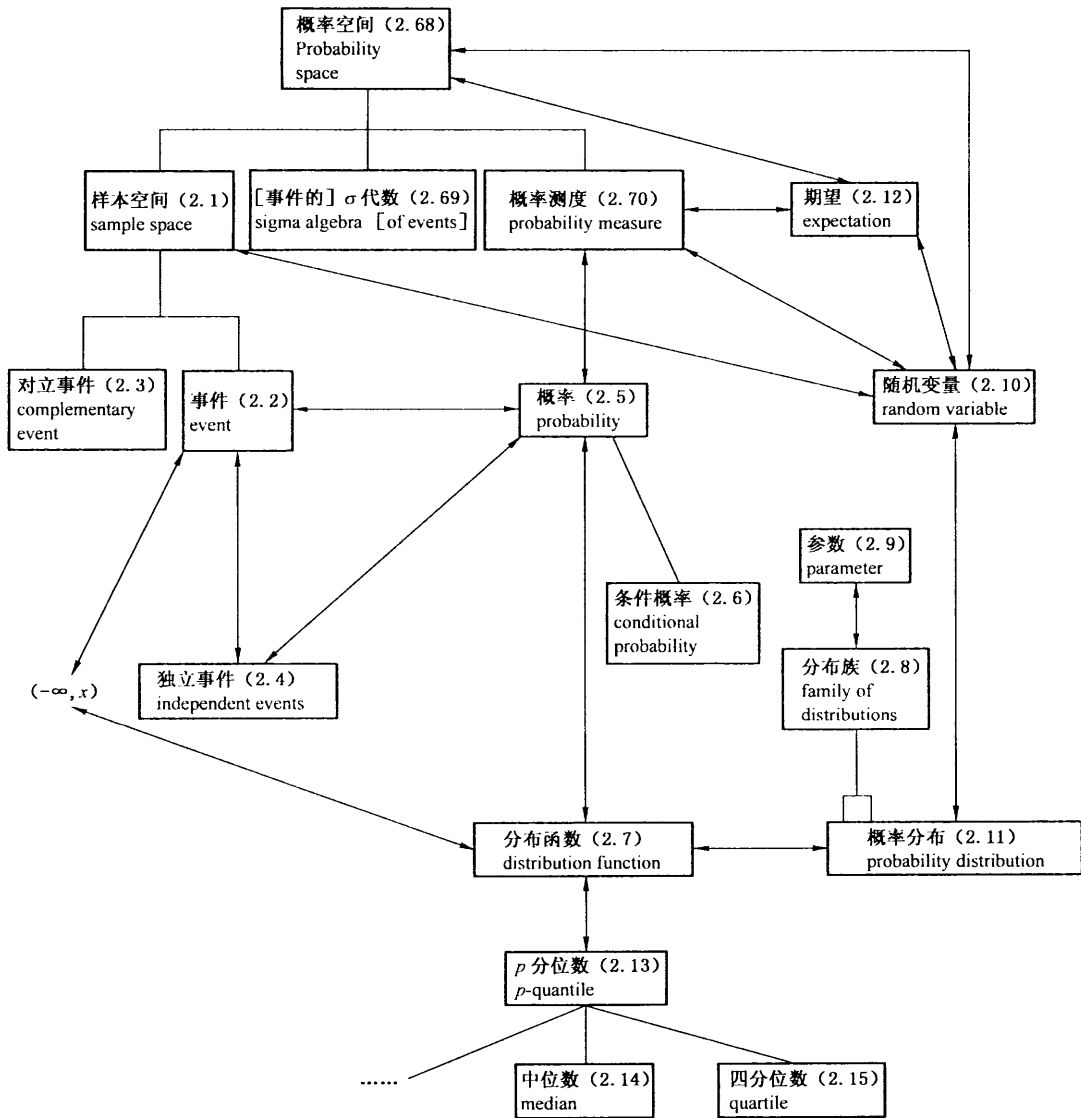 概率空间（2.68）
Probability
space
样本空间（2.1）
sample space
［事件的］σ代数（2.69）
sigma algebra［of events］
概率测度（2.70）
probability measure
期望（2.12）
expectation
对立事件（2.3）
complementary
event
事件（2.2）
event
概率（2.5）
probability
随机变量（2.10）
random variable
参数（2.9）
parameter
条件概率（2.6）
conditional
probability
分布族（2.8）
family of
distributions
(-∞,x)
独立事件（2.4）
independent events
分布函数（2.7）
distribution function
概率分布（2.11）
probability distribution
p分位数（2.13）
p-quantile
……
中位数（2.14）
median
四分位数（2.15）
quartile